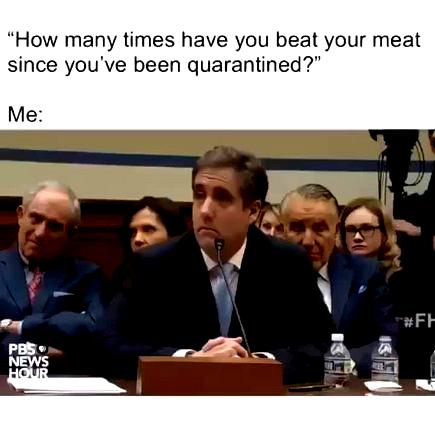 “How many times have you beat your meat
since you’ve been quarantined?”
Me:
#FH
PBS
NEWS
HOUR